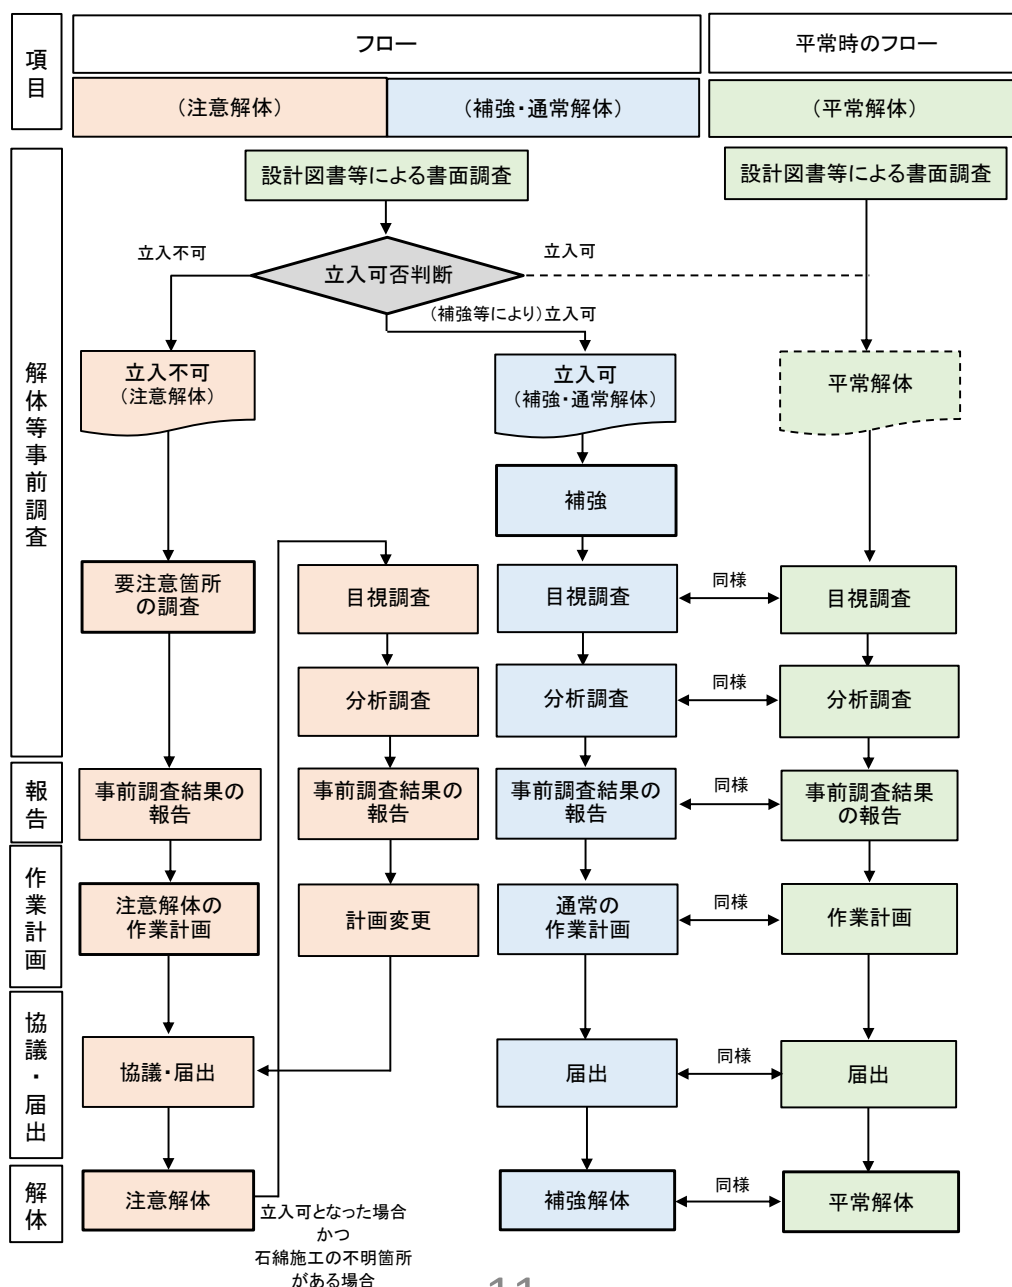 項
目
フロー
平常時のフロー
(注意解体)
(補強・通常解体)
(平常解体)
解
体
等
事
前
調
査
設計図書等による書面調査
設計図書等による書面調査
立入不可
立入可否判断
立入可
(補強等により)立入可
立入不可
(注意解体)
立入可
(補強・通常解体)
平常解体
補強
要注意箇所
の調査
目視調査
目視調査
同様
目視調査
分析調査
分析調査
同様
分析調査
報
告
事前調査結果の
報告
事前調査結果の
報告
事前調査結果の
報告
同様
事前調査結果
の報告
作
業
計
画
注意解体の
作業計画
計画変更
通常の
作業計画
同様
作業計画
協
議
・
届
出
協議・届出
届出
同様
届出
解
体
注意解体
立入可となった場合
かつ
石綿施工の不明箇所
がある場合
補強解体
同様
平常解体
11